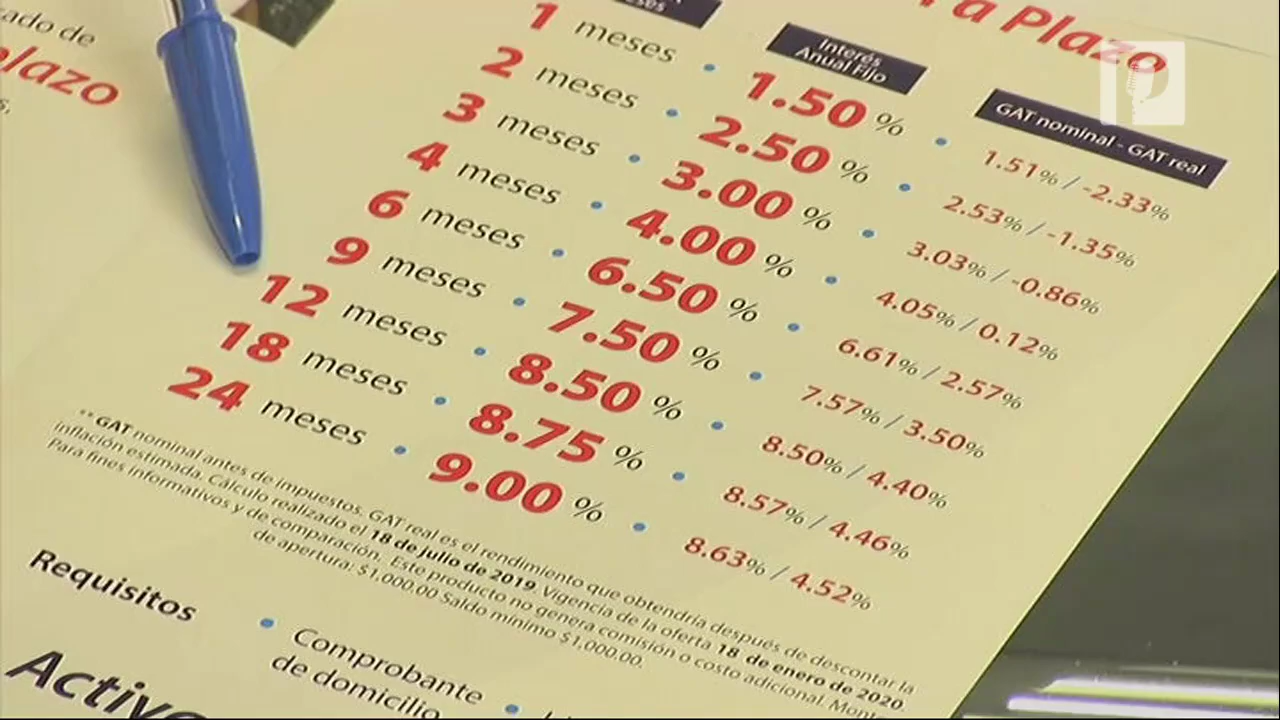 ra Plazo
cado de
plazo
s,
Interés
Anual Fijo
GAT nominal - GAT real
1 meses • 1.50 % • 1.51% / -2.33%
2 meses • 2.50 % • 2.53% / -1.35%
3 meses • 3.00 % • 3.03% / -0.86%
4 meses • 4.00 % • 4.05% / 0.12%
6 meses • 6.50 % • 6.61% / 2.57%
9 meses • 7.50 % • 7.57% / 3.50%
12 meses • 8.50 % • 8.50% / 4.40%
18 meses • 8.75 % • 8.57% / 4.46%
24 meses • 9.00 % • 8.63% / 4.52%
** GAT nominal antes de impuestos. GAT real es el rendimiento que obtendría después de descontar la
inflación estimada. Cálculo realizado el 18 de julio de 2019. Vigencia de la oferta 18 de enero de 2020.
Para fines informativos y de comparación. Este producto no genera comisión o costo adicional. Monto
de apertura: $1,000.00 Saldo mínimo $1,000.00.
Requisitos
• Comprobante
de domicilio
Active